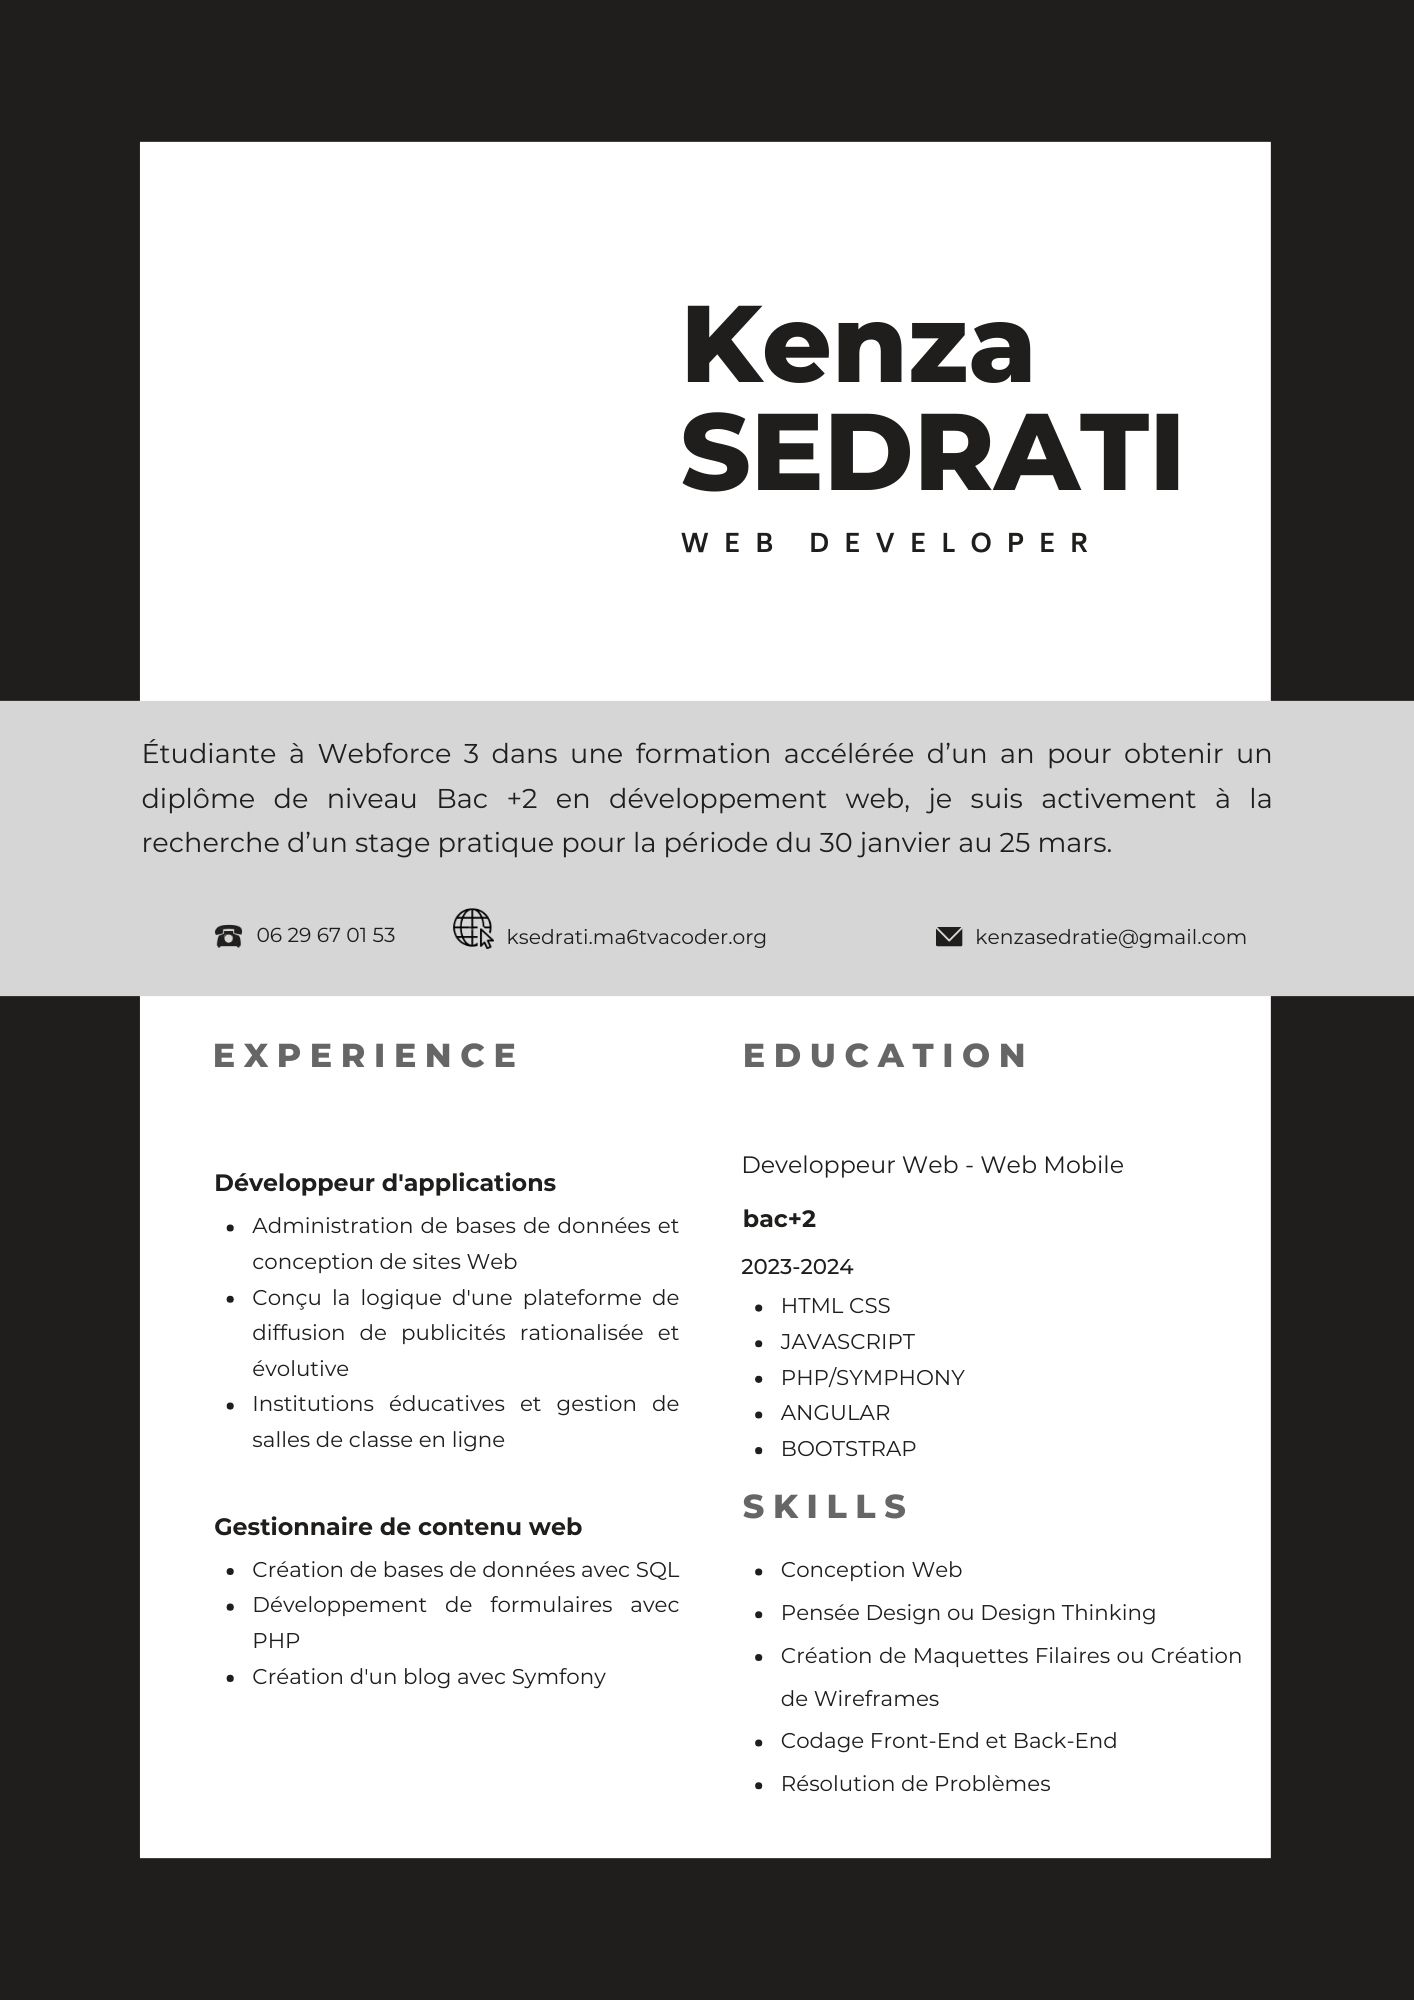 Kenza
SEDRATI
WEB DEVELOPER
Étudiante à Webforce 3 dans une formation accélérée d’un an pour obtenir un
diplôme de niveau Bac +2 en développement web, je suis activement à la
recherche d’un stage pratique pour la période du 30 janvier au 25 mars.
06 29 67 01 53
ksedrati.ma6tvacoder.org
kenzasedratie@gmail.com
EXPERIENCE
Développeur d'applications
• Administration de bases de données et
conception de sites Web
• Conçu la logique d'une plateforme de
diffusion de publicités rationalisée et
évolutive
• Institutions éducatives et gestion de
salles de classe en ligne
Gestionnaire de contenu web
• Création de bases de données avec SQL
• Développement de formulaires avec
PHP
• Création d'un blog avec Symfony
EDUCATION
Developpeur Web - Web Mobile
bac+2
2023-2024
• HTML CSS
• JAVASCRIPT
• PHP/SYMPHONY
• ANGULAR
• BOOTSTRAP
SKILLS
• Conception Web
• Pensée Design ou Design Thinking
• Création de Maquettes Filaires ou Création
de Wireframes
• Codage Front-End et Back-End
• Résolution de Problèmes